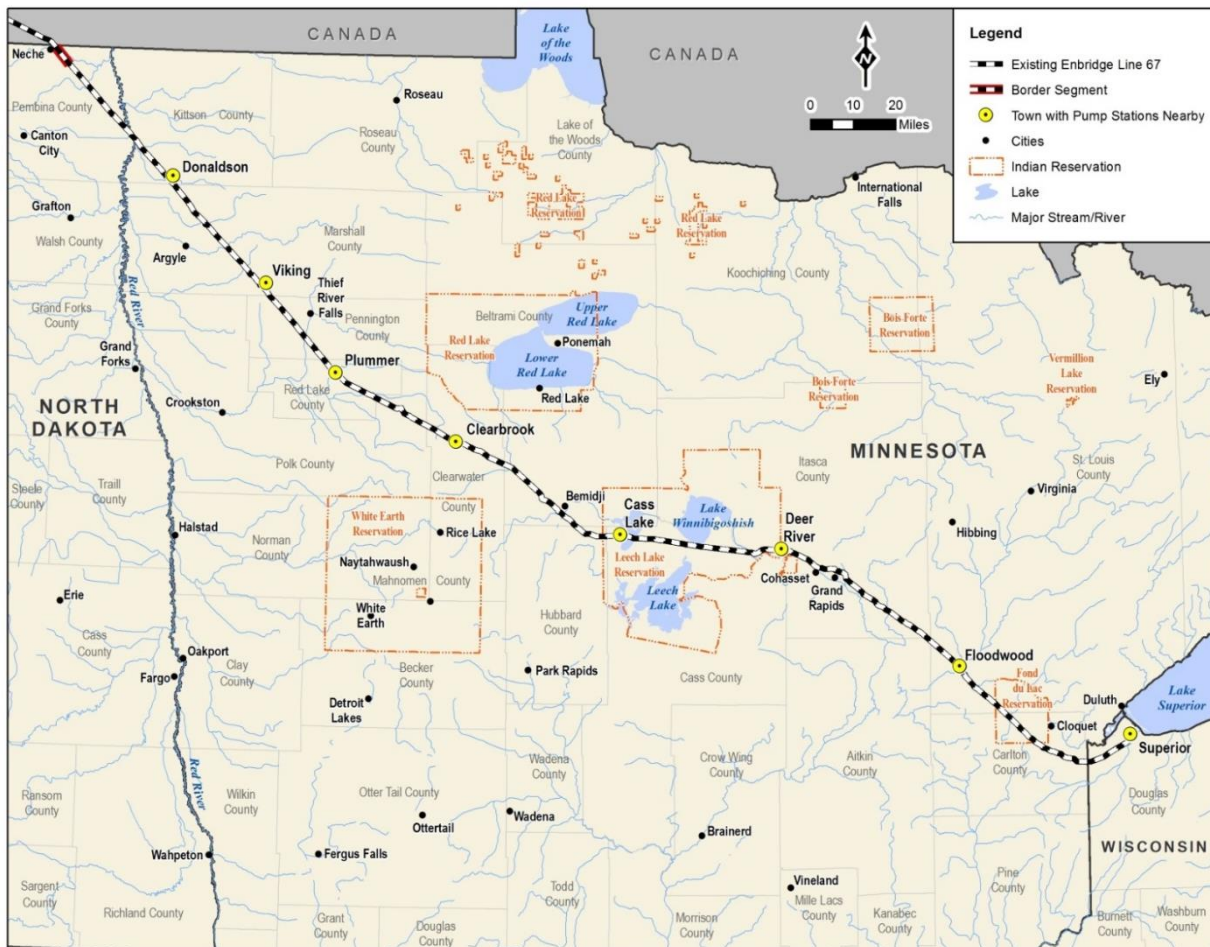 CANADA
Lake
of the
Woods
CANADA
N
0 10 20
Miles
Legend
Existing Enbridge Line 67
Border Segment
Town with Pump Stations Nearby
Cities
Indian Reservation
Lake
Major Stream/River
Neche
Pembina County
Kittson County
Roseau
Roseau
County
Lake of
the Woods
County
Canton
City
Donaldson
International
Falls
Red Lake
Reservation
Red Lake
Reservation
Grafton
Walsh County
Argyle
Marshall
County
Koochiching County
Red River
Viking
Thief
River
Falls
Grand Forks
County
Pennington
County
Beltrami County
Upper
Red Lake
Bois Forte
Reservation
Grand
Forks
Red Lake
Reservation
Ponemah
Lower
Red Lake
Plummer
Vermillion
Lake
Reservation
Ely
Red Lake
County
Red Lake
Bois Forte
Reservation
NORTH
DAKOTA
Crookston
Clearbrook
MINNESOTA
Polk County
Clearwater
County
Itasca
County
St. Louis
County
Steele
County
Traill
County
Bemidji
Virginia
White Earth
Reservation
Cass
Lake
Lake
Winnibigoshish
Deer
River
Halstad
Norman
County
Rice Lake
Hibbing
Naytahwaush
Leech Lake
Reservation
Mahnomen County
Cohasset
Grand
Rapids
Erie
White
Earth
Leech
Lake
Hubbard
County
Cass
County
Oakport
Clay
County
Becker
County
Park Rapids
Cass County
Floodwood
Fargo
Fond
du lac
Reservation
Detroit
Lakes
Duluth
Lake
Superior
Cloquet
Superior
Red River
Wadena
County
Crow Wing
County
Aitkin
County
Carlton
County
Ransom
County
Wilkin
County
Otter Tail
County
Douglas
County
Ottertail
Wadena
Brainerd
WISCONSIN
Wahpeton
Fergus Falls
Sargent
County
Todd
County
Vineland
Mille Lacs
County
Pine
County
Richland County
Grant
County
Douglas
County
Morrison
County
Kanabec
County
Burnett
County
Washburn
County